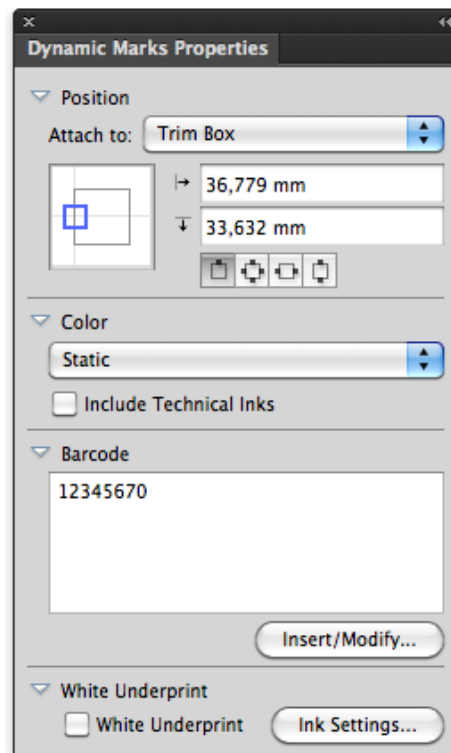 Dynamic Marks Properties
Position
Attach to: Trim Box
36,779 mm
33,632 mm
Color
Static
Include Technical Inks
Barcode
12345670
Insert/Modify...
White Underprint
White Underprint Ink Settings...